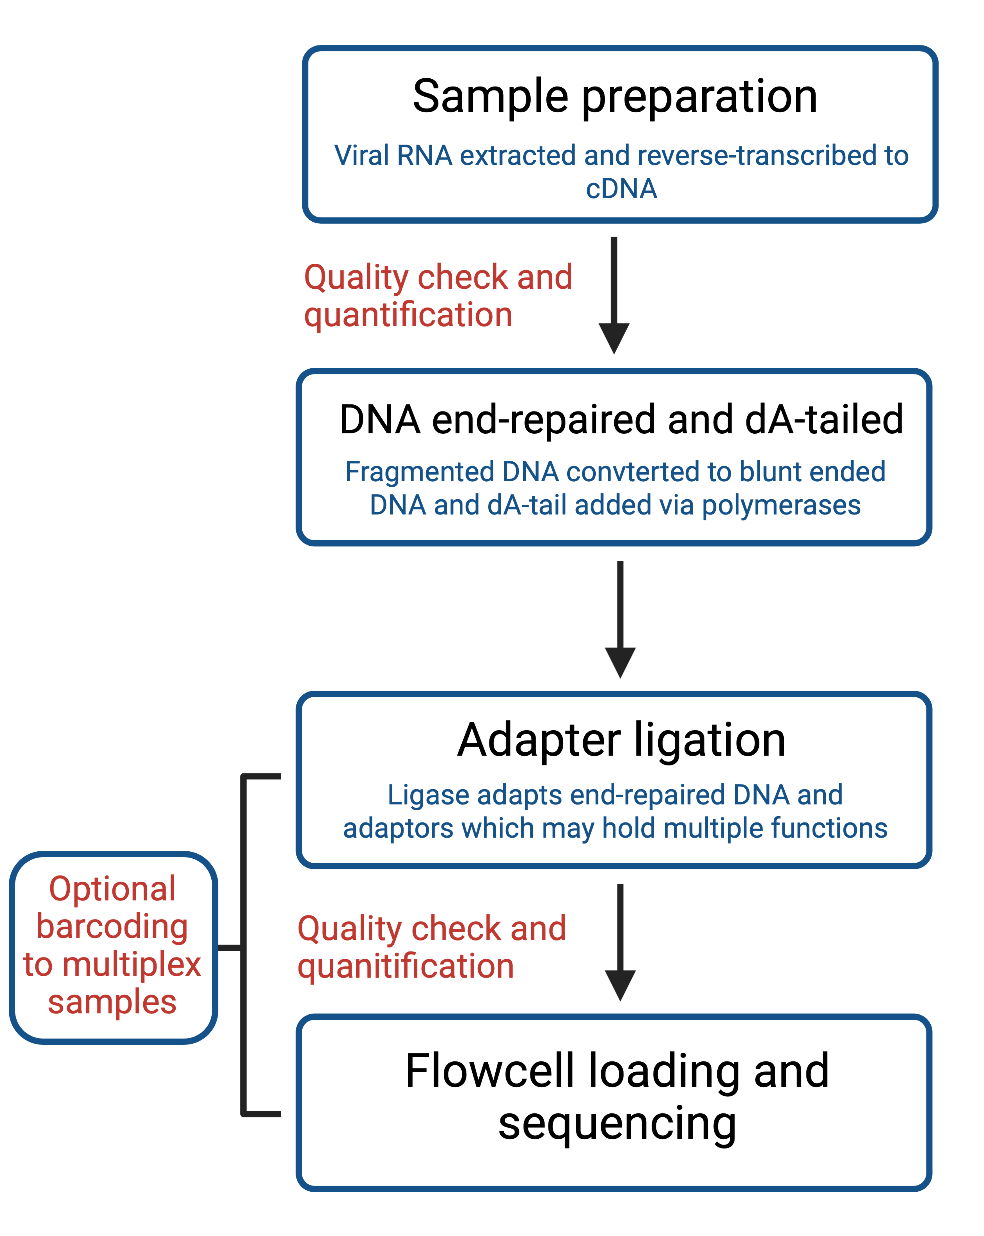 Sample preparation
Viral RNA extracted and reverse-transcribed to
cDNA
Quality check and
quantification
DNA end-repaired and dA-tailed
Fragmented DNA convterted to blunt ended
DNA and dA-tail added via polymerases
Adapter ligation
Ligase adapts end-repaired DNA and
adaptors which may hold multiple functions
Optional
barcoding
to multiplex
samples
Quality check and
quanitification
Flowcell loading and
sequencing